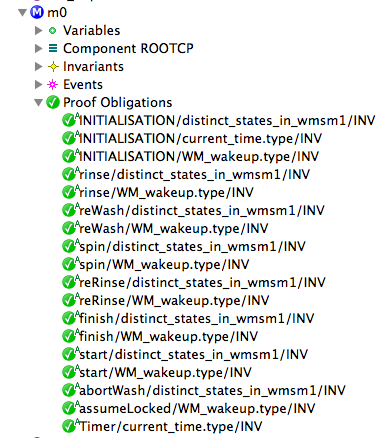 m0
Variables
Component ROOTCP
Invariants
Events
Proof Obligations
INITIALISATION/distinct_states_in_wmsm1/INV
INITIALISATION/current_time.type/INV
INITIALISATION/WM_wakeup.type/INV
rinse/distinct_states_in_wmsm1/INV
rinse/WM_wakeup.type/INV
reWash/distinct_states_in_wmsm1/INV
reWash/WM_wakeup.type/INV
spin/distinct_states_in_wmsm1/INV
spin/WM_wakeup.type/INV
reRinse/distinct_states_in_wmsm1/INV
reRinse/WM_wakeup.type/INV
finish/distinct_states_in_wmsm1/INV
finish/WM_wakeup.type/INV
start/distinct_states_in_wmsm1/INV
start/WM_wakeup.type/INV
abortWash/distinct_states_in_wmsm1/INV
assumeLocked/WM_wakeup.type/INV
Timer/current_time.type/INV